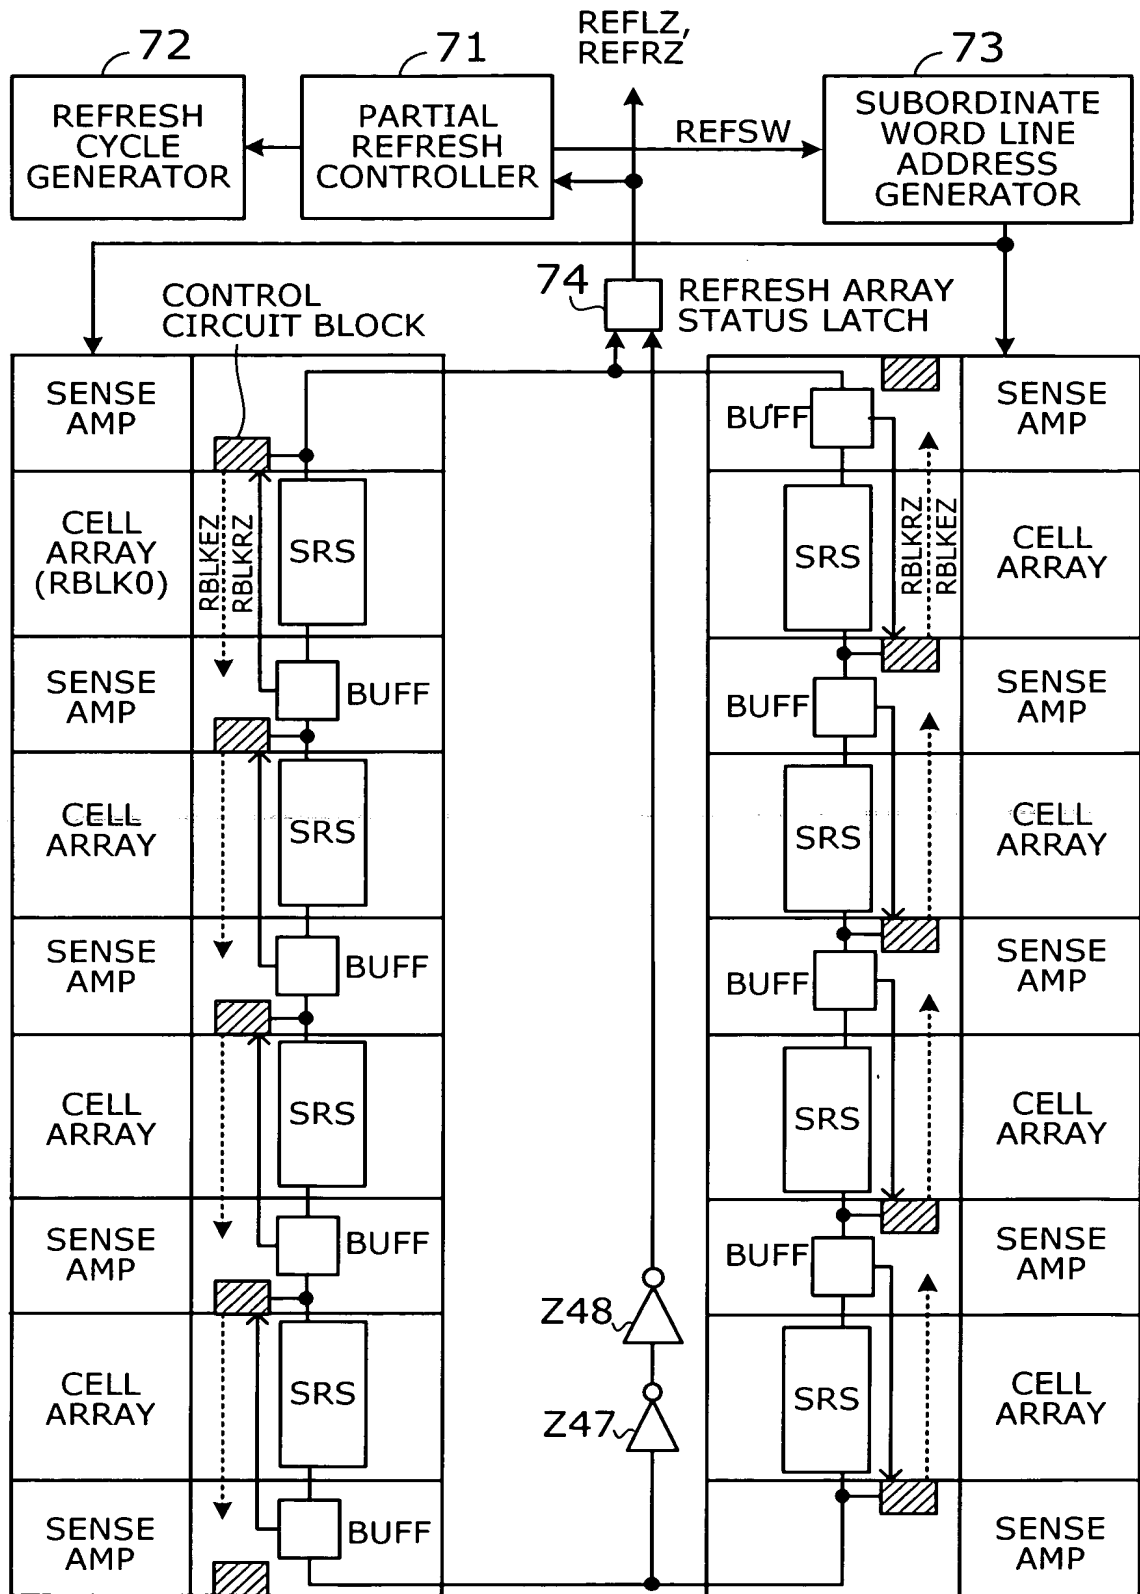 REFLZ,
REFRZ
72
71
73
REFRESH
CYCLE
GENERATOR
PARTIAL
REFRESH
CONTROLLER
REFSW
SUBORDINATE
WORD LINE
ADDRESS
GENERATOR
74
REFRESH ARRAY
STATUS LATCH
CONTROL
CIRCUIT BLOCK
SENSE
AMP
CELL
ARRAY
(RBLK0)
RBLKEZ
RBLKRZ
SRS
SENSE
AMP
BUFF
CELL
ARRAY
SRS
SENSE
AMP
BUFF
CELL
ARRAY
SRS
SENSE
AMP
BUFF
CELL
ARRAY
SRS
SENSE
AMP
BUFF
Z48
Z47
BUFF
SENSE
AMP
SRS
RBLKRZ
RBLKEZ
CELL
ARRAY
BUFF
SENSE
AMP
SRS
CELL
ARRAY
BUFF
SENSE
AMP
SRS
CELL
ARRAY
BUFF
SENSE
AMP
SRS
CELL
ARRAY
SENSE
AMP